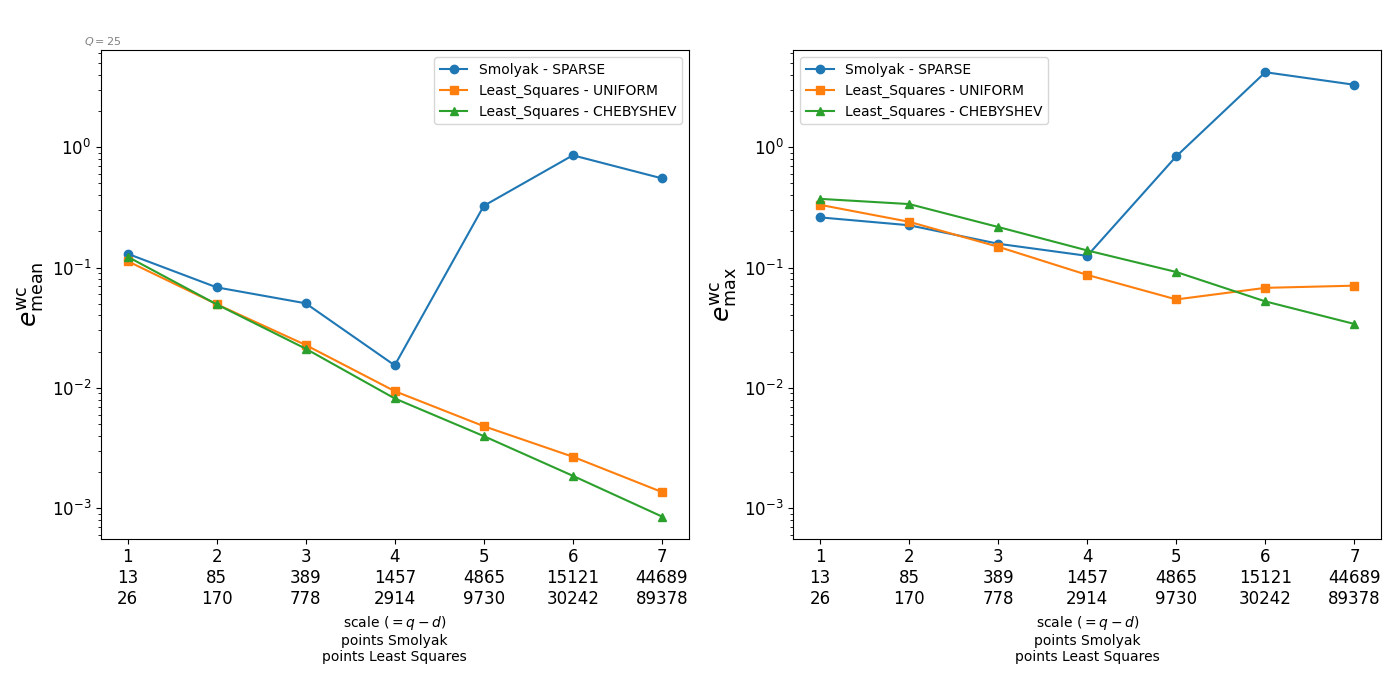 Q = 25
Smolyak - SPARSE
Least_Squares - UNIFORM
Least_Squares - CHEBYSHEV
10⁰
10⁻¹
10⁻²
10⁻³
e^wc_mean
1 2 3 4 5 6 7
13 85 389 1457 4865 15121 44689
26 170 778 2914 9730 30242 89378
scale (= q − d)
points Smolyak
points Least Squares
Smolyak - SPARSE
Least_Squares - UNIFORM
Least_Squares - CHEBYSHEV
10⁰
10⁻¹
10⁻²
10⁻³
e^wc_max
1 2 3 4 5 6 7
13 85 389 1457 4865 15121 44689
26 170 778 2914 9730 30242 89378
scale (= q − d)
points Smolyak
points Least Squares